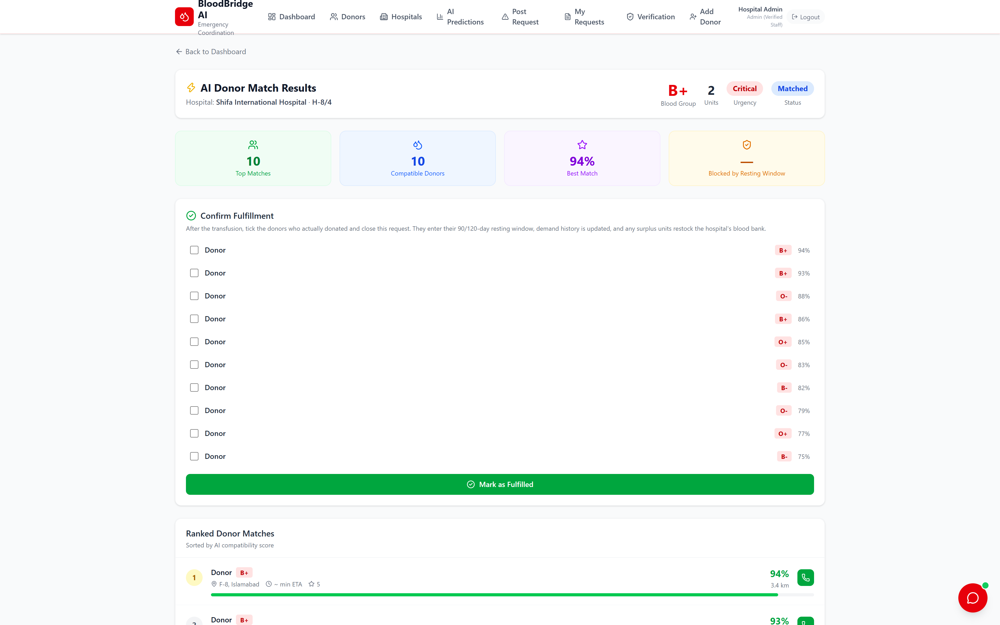 BloodBridge
AI
Emergency
Coordination
Dashboard
Donors
Hospitals
AI
Predictions
Post
Request
My
Requests
Verification
Add
Donor
Hospital Admin
Admin (Verified
Staff)
Logout
Back to Dashboard
AI Donor Match Results
Hospital: Shifa International Hospital · H-8/4
B+
Blood Group
2
Units
Critical
Urgency
Matched
Status
10
Top Matches
10
Compatible Donors
94%
Best Match
—
Blocked by Resting Window
Confirm Fulfillment
After the transfusion, tick the donors who actually donated and close this request. They enter their 90/120-day resting window, demand history is updated, and any surplus units restock the hospital's blood bank.
Donor B+ 94%
Donor B+ 93%
Donor O- 88%
Donor B+ 86%
Donor O+ 85%
Donor O- 83%
Donor B- 82%
Donor O- 79%
Donor O+ 77%
Donor B- 75%
Mark as Fulfilled
Ranked Donor Matches
Sorted by AI compatibility score
1
Donor B+
F-8, Islamabad ~ min ETA 5
94%
3.4 km
2
Donor B+
93%